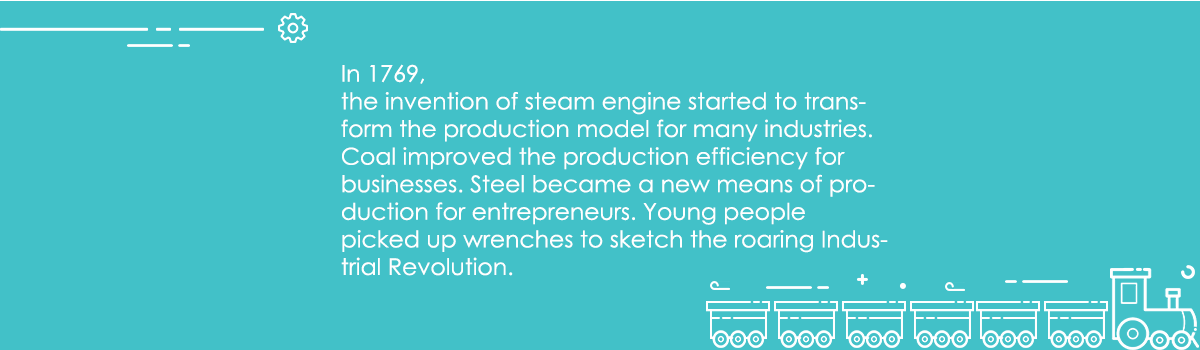 In 1769,
the invention of steam engine started to trans-
form the production model for many industries.
Coal improved the production efficiency for
businesses. Steel became a new means of pro-
duction for entrepreneurs. Young people
picked up wrenches to sketch the roaring Indus-
trial Revolution.